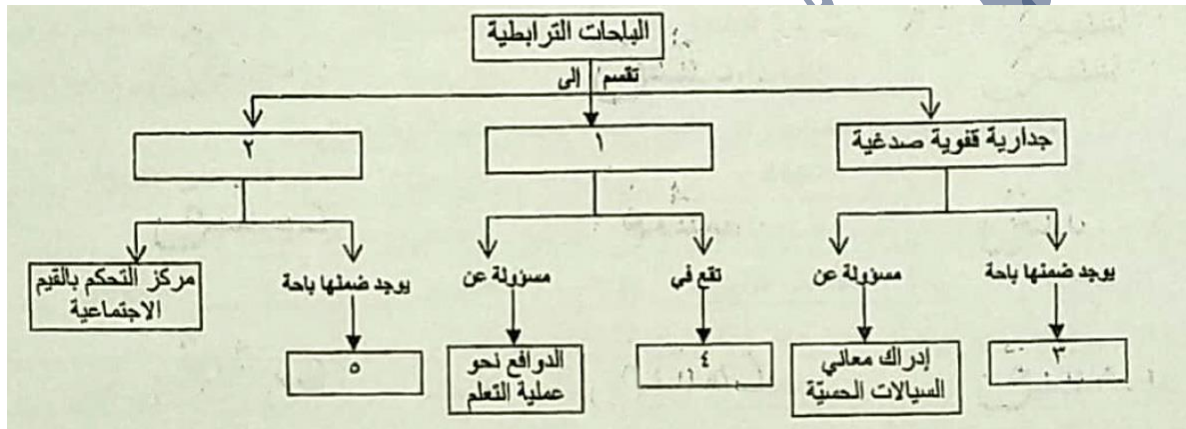 الباحات الترابطية
تقسم إلى
جدارية قفوية صدغية
١
٢
يوجد ضمنها باحة
مسؤولة عن
تقع في
مسؤولة عن
يوجد ضمنها باحة
مركز التحكم بالقيم
الاجتماعية
٣
إدراك معاني
السيالات الحسيّة
٤
الدوافع نحو
عملية التعلم
٥